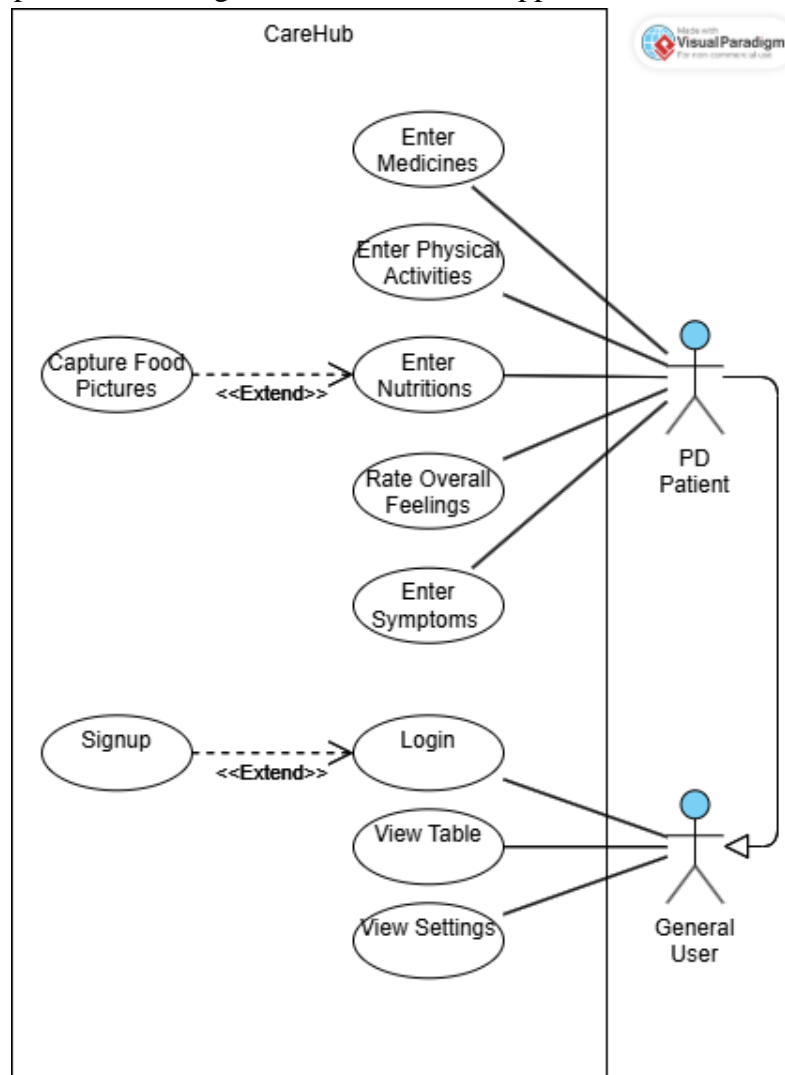 CareHub
Made with
Visual Paradigm
For non-commercial use
Enter
Medicines
Enter Physical
Activities
Capture Food
Pictures
<<Extend>>
Enter
Nutritions
PD
Patient
Rate Overall
Feelings
Enter
Symptoms
Signup
<<Extend>>
Login
View Table
View Settings
General
User